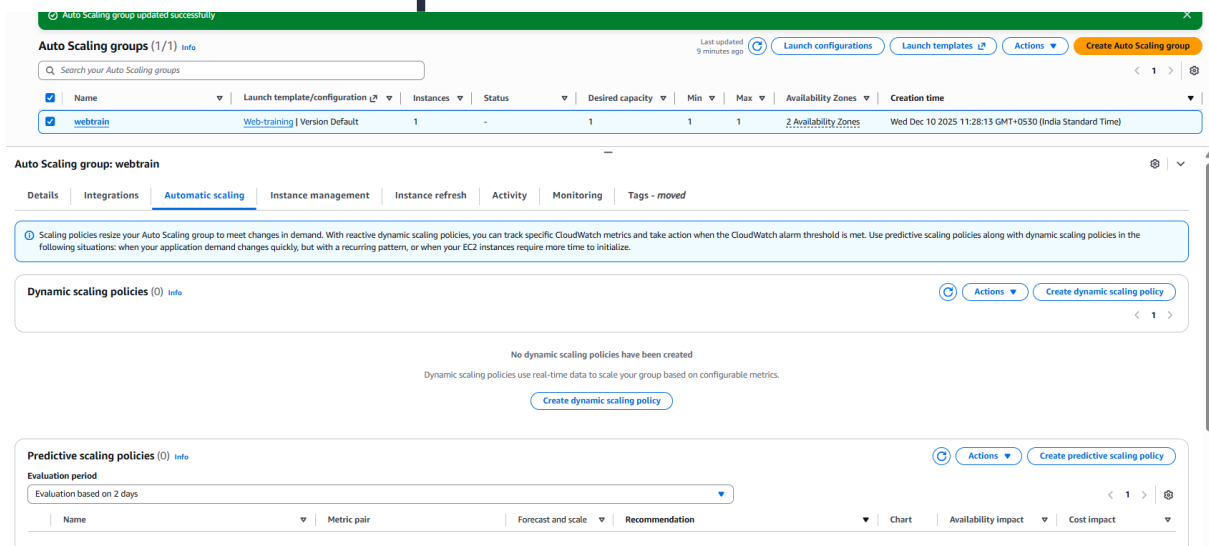 Auto Scaling group updated successfully
Auto Scaling groups (1/1) Info
Last updated
9 minutes ago
Launch configurations
Launch templates
Actions
Create Auto Scaling group
Search your Auto Scaling groups
1
Name Launch template/configuration Instances Status Desired capacity Min Max Availability Zones Creation time
webtrain Web-training | Version Default 1 - 1 1 1 2 Availability Zones Wed Dec 10 2025 11:28:13 GMT+0530 (India Standard Time)
Auto Scaling group: webtrain
Details Integrations Automatic scaling Instance management Instance refresh Activity Monitoring Tags - moved
Scaling policies resize your Auto Scaling group to meet changes in demand. With reactive dynamic scaling policies, you can track specific CloudWatch metrics and take action when the CloudWatch alarm threshold is met. Use predictive scaling policies along with dynamic scaling policies in the
following situations: when your application demand changes quickly, but with a recurring pattern, or when your EC2 instances require more time to initialize.
Dynamic scaling policies (0) Info
Actions
Create dynamic scaling policy
1
No dynamic scaling policies have been created
Dynamic scaling policies use real-time data to scale your group based on configurable metrics.
Create dynamic scaling policy
Predictive scaling policies (0) Info
Actions
Create predictive scaling policy
Evaluation period
Evaluation based on 2 days
1
Name Metric pair Forecast and scale Recommendation Chart Availability impact Cost impact